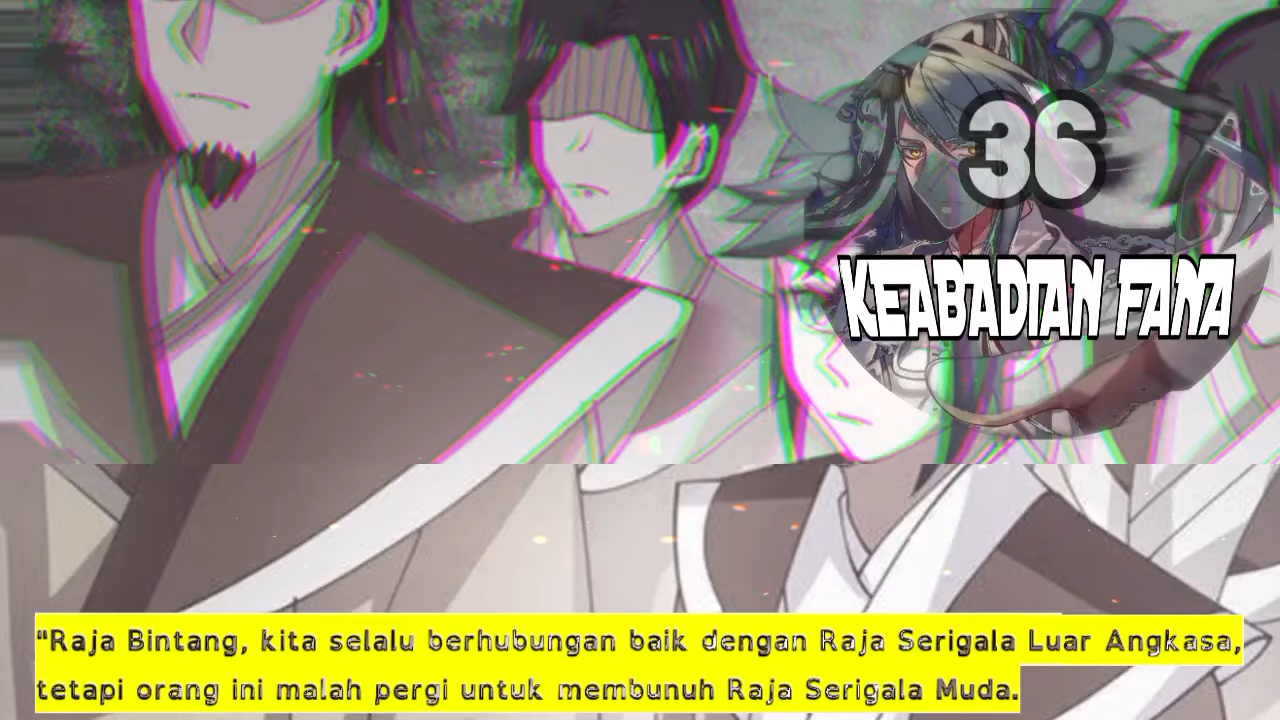 36
KEABADIAN FANA
"Raja Bintang, kita selalu berhubungan baik dengan Raja Serigala Luar Angkasa,
tetapi orang ini malah pergi untuk membunuh Raja Serigala Muda.